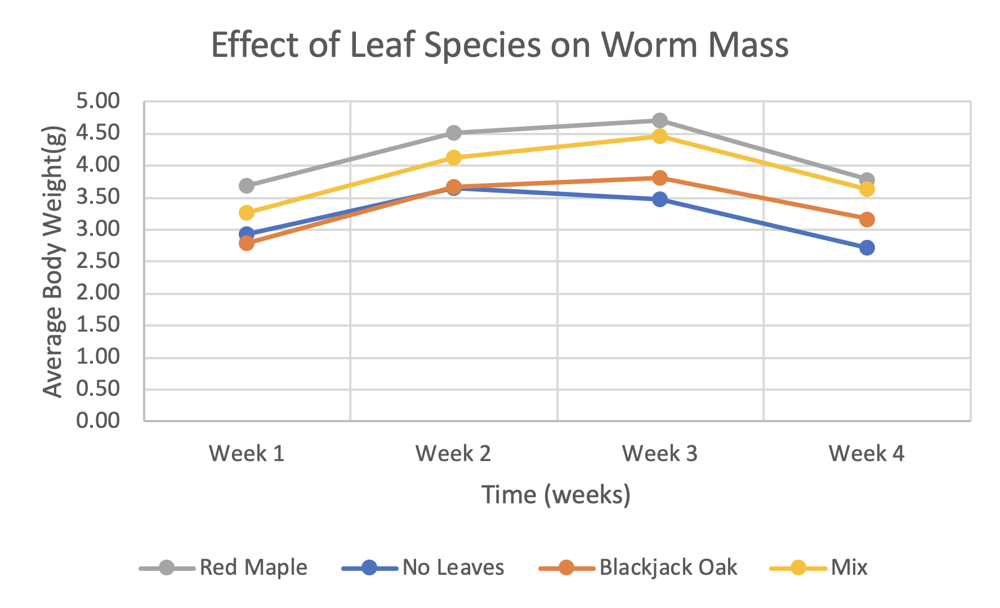 Effect of Leaf Species on Worm Mass
Average Body Weight(g)
5.00
4.50
4.00
3.50
3.00
2.50
2.00
1.50
1.00
0.50
0.00
Week 1 Week 2 Week 3 Week 4
Time (weeks)
Red Maple No Leaves Blackjack Oak Mix